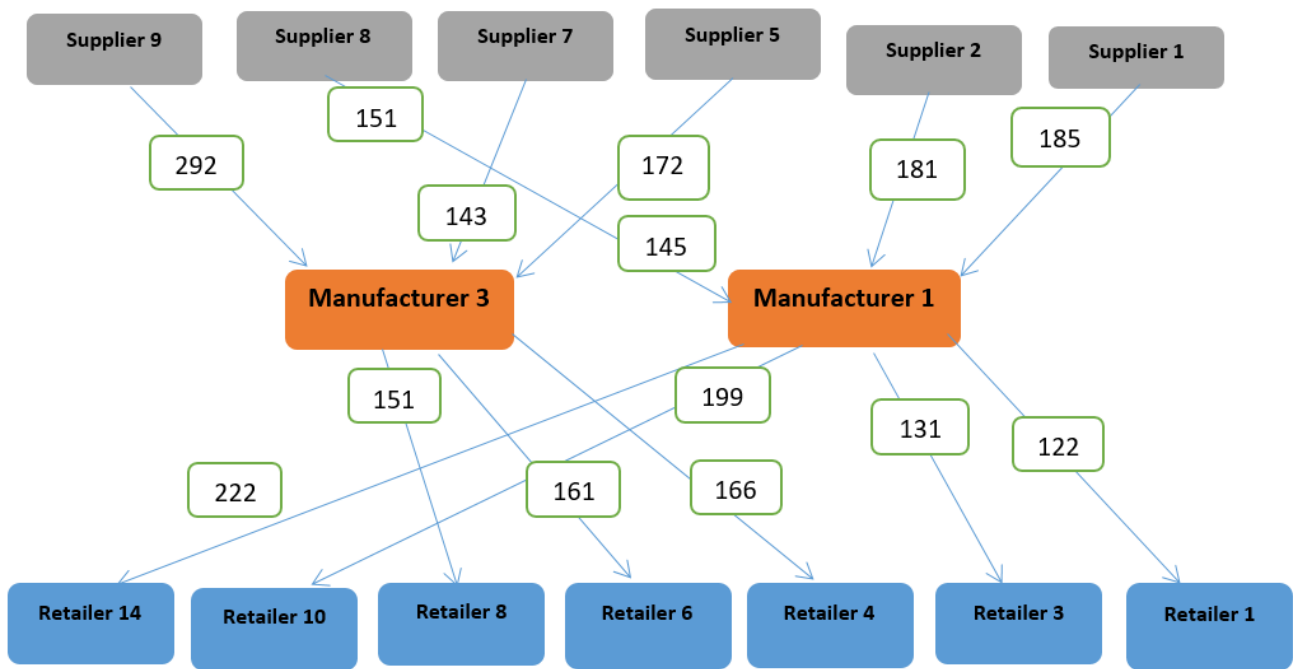 Supplier 9
Supplier 8
Supplier 7
Supplier 5
Supplier 2
Supplier 1
151
185
292
172
181
143
145
Manufacturer 3
Manufacturer 1
151
199
131
122
222
161
166
Retailer 14
Retailer 10
Retailer 8
Retailer 6
Retailer 4
Retailer 3
Retailer 1